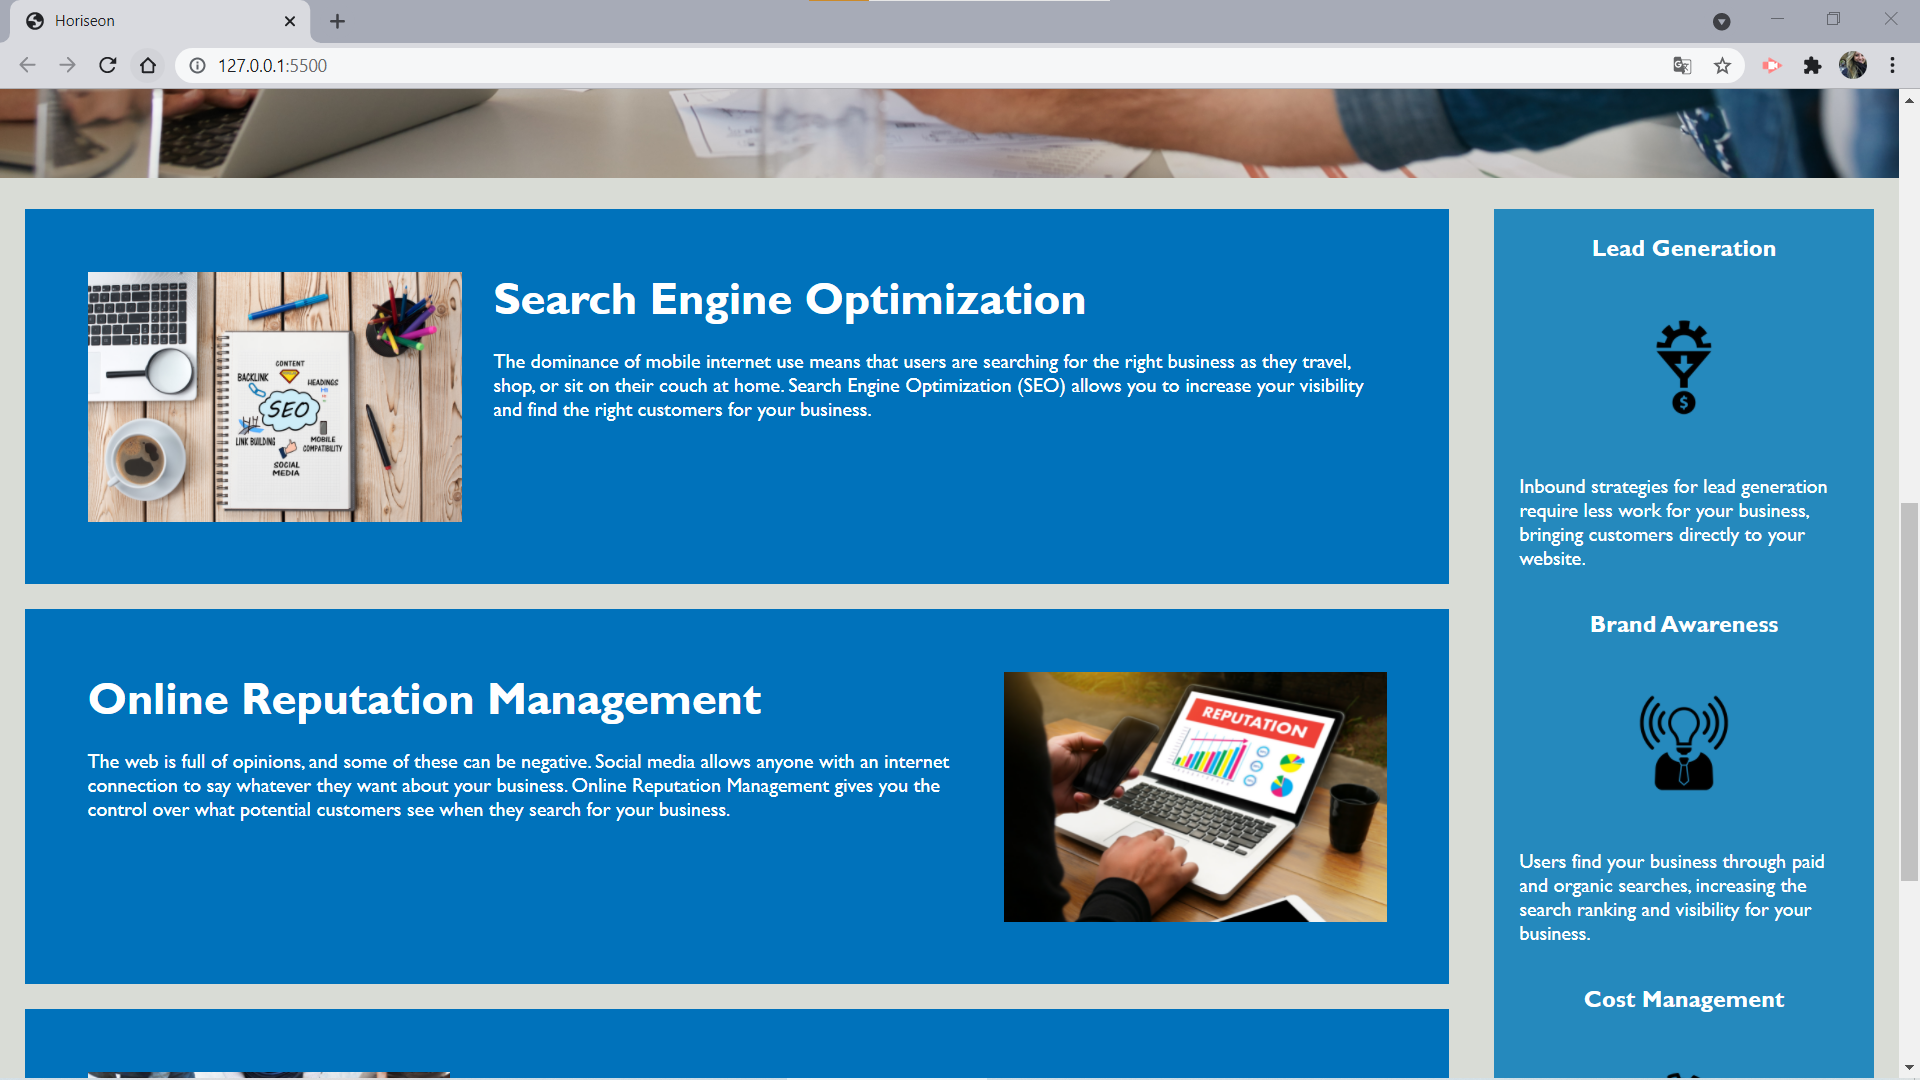 Horiseon
127.0.0.1:5500
Search Engine Optimization
The dominance of mobile internet use means that users are searching for the right business as they travel,
shop, or sit on their couch at home. Search Engine Optimization (SEO) allows you to increase your visibility
and find the right customers for your business.
CONTENT
BACKLINK
HEADINGS
H1
SEO
LINK BUILDING
MOBILE
COMPATIBILITY
SOCIAL
MEDIA
Online Reputation Management
The web is full of opinions, and some of these can be negative. Social media allows anyone with an internet
connection to say whatever they want about your business. Online Reputation Management gives you the
control over what potential customers see when they search for your business.
REPUTATION
Lead Generation
$
Inbound strategies for lead generation
require less work for your business,
bringing customers directly to your
website.
Brand Awareness
Users find your business through paid
and organic searches, increasing the
search ranking and visibility for your
business.
Cost Management